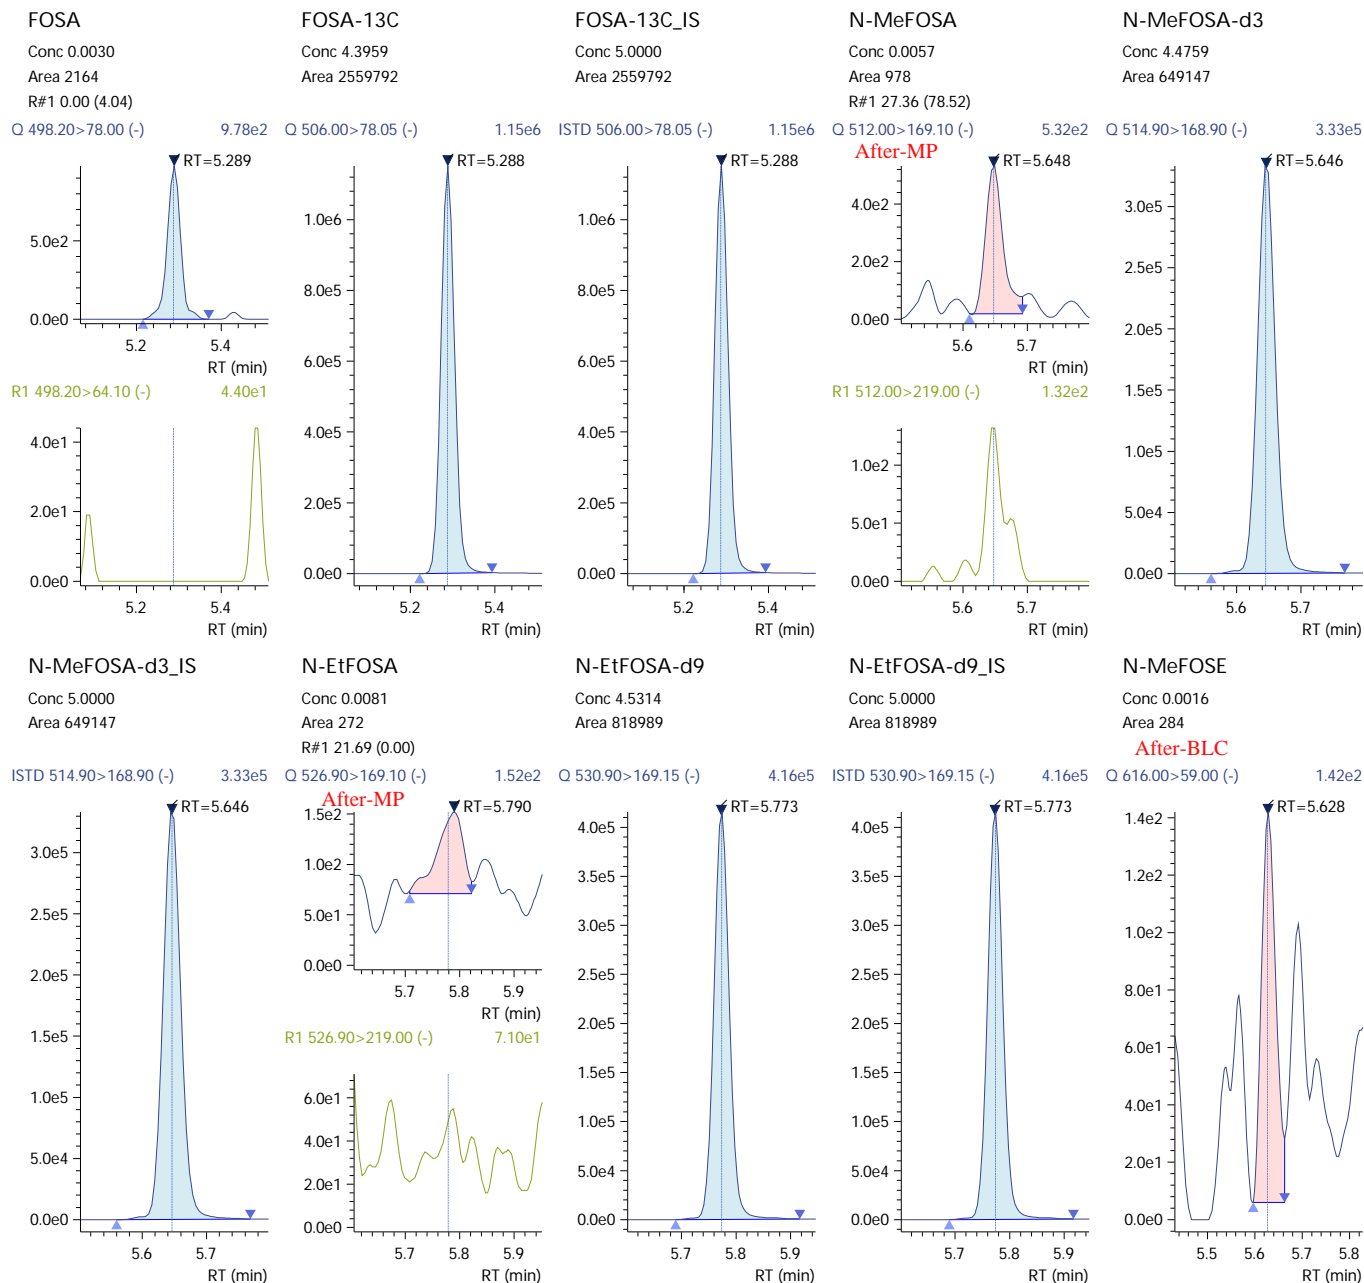 FOSA
Conc 0.0030
Area 2164
R#1 0.00 (4.04)
Q 498.20>78.00 (-) 9.78e2
RT=5.289
5.0e2
0.0e0
5.2 5.4
RT (min)
R1 498.20>64.10 (-) 4.40e1
4.0e1
2.0e1
0.0e0
5.2 5.4
RT (min)
FOSA-13C
Conc 4.3959
Area 2559792
Q 506.00>78.05 (-) 1.15e6
RT=5.288
1.0e6
8.0e5
6.0e5
4.0e5
2.0e5
0.0e0
5.2 5.4
RT (min)
FOSA-13C_IS
Conc 5.0000
Area 2559792
ISTD 506.00>78.05 (-) 1.15e6
RT=5.288
1.0e6
8.0e5
6.0e5
4.0e5
2.0e5
0.0e0
5.2 5.4
RT (min)
N-MeFOSA
Conc 0.0057
Area 978
R#1 27.36 (78.52)
Q 512.00>169.10 (-) 5.32e2
After-MP
RT=5.648
4.0e2
2.0e2
0.0e0
5.6 5.7
RT (min)
R1 512.00>219.00 (-) 1.32e2
1.0e2
5.0e1
0.0e0
5.6 5.7
RT (min)
N-MeFOSA-d3
Conc 4.4759
Area 649147
Q 514.90>168.90 (-) 3.33e5
RT=5.646
3.0e5
2.5e5
2.0e5
1.5e5
1.0e5
5.0e4
0.0e0
5.6 5.7
RT (min)
N-MeFOSA-d3_IS
Conc 5.0000
Area 649147
ISTD 514.90>168.90 (-) 3.33e5
RT=5.646
3.0e5
2.5e5
2.0e5
1.5e5
1.0e5
5.0e4
0.0e0
5.6 5.7
RT (min)
N-EtFOSA
Conc 0.0081
Area 272
R#1 21.69 (0.00)
Q 526.90>169.10 (-) 1.52e2
After-MP
RT=5.790
1.5e2
1.0e2
5.0e1
0.0e0
5.7 5.8 5.9
RT (min)
R1 526.90>219.00 (-) 7.10e1
6.0e1
4.0e1
2.0e1
0.0e0
5.7 5.8 5.9
RT (min)
N-EtFOSA-d9
Conc 4.5314
Area 818989
Q 530.90>169.15 (-) 4.16e5
RT=5.773
4.0e5
3.5e5
3.0e5
2.5e5
2.0e5
1.5e5
1.0e5
5.0e4
0.0e0
5.7 5.8 5.9
RT (min)
N-EtFOSA-d9_IS
Conc 5.0000
Area 818989
ISTD 530.90>169.15 (-) 4.16e5
RT=5.773
4.0e5
3.5e5
3.0e5
2.5e5
2.0e5
1.5e5
1.0e5
5.0e4
0.0e0
5.7 5.8 5.9
RT (min)
N-MeFOSE
Conc 0.0016
Area 284
After-BLC
Q 616.00>59.00 (-) 1.42e2
RT=5.628
1.4e2
1.2e2
1.0e2
8.0e1
6.0e1
4.0e1
2.0e1
0.0e0
5.5 5.6 5.7 5.8
RT (min)